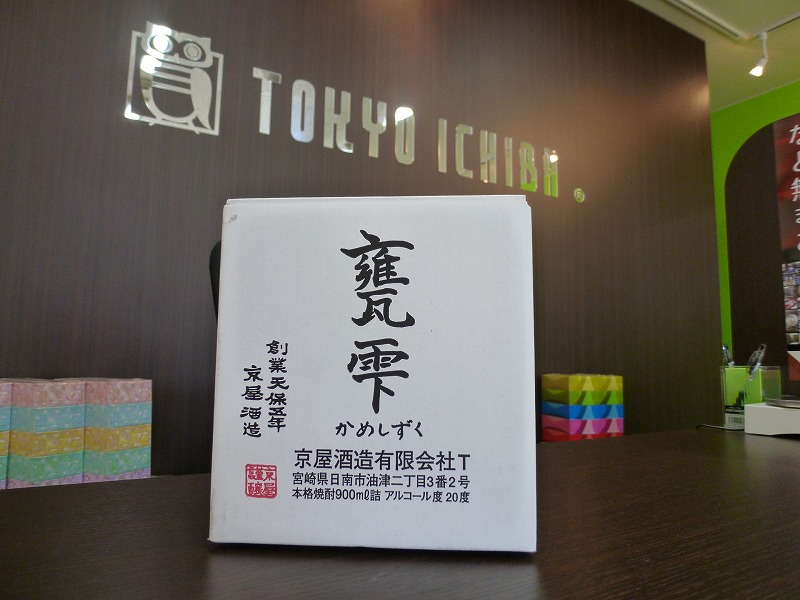 TOKYO ICHIBA
®
甕雫
かめしずく
創業天保五年
京屋酒造
京屋酒造有限会社T
宮崎県日南市油津二丁目3番2号
本格焼酎900mℓ詰 アルコール度20度